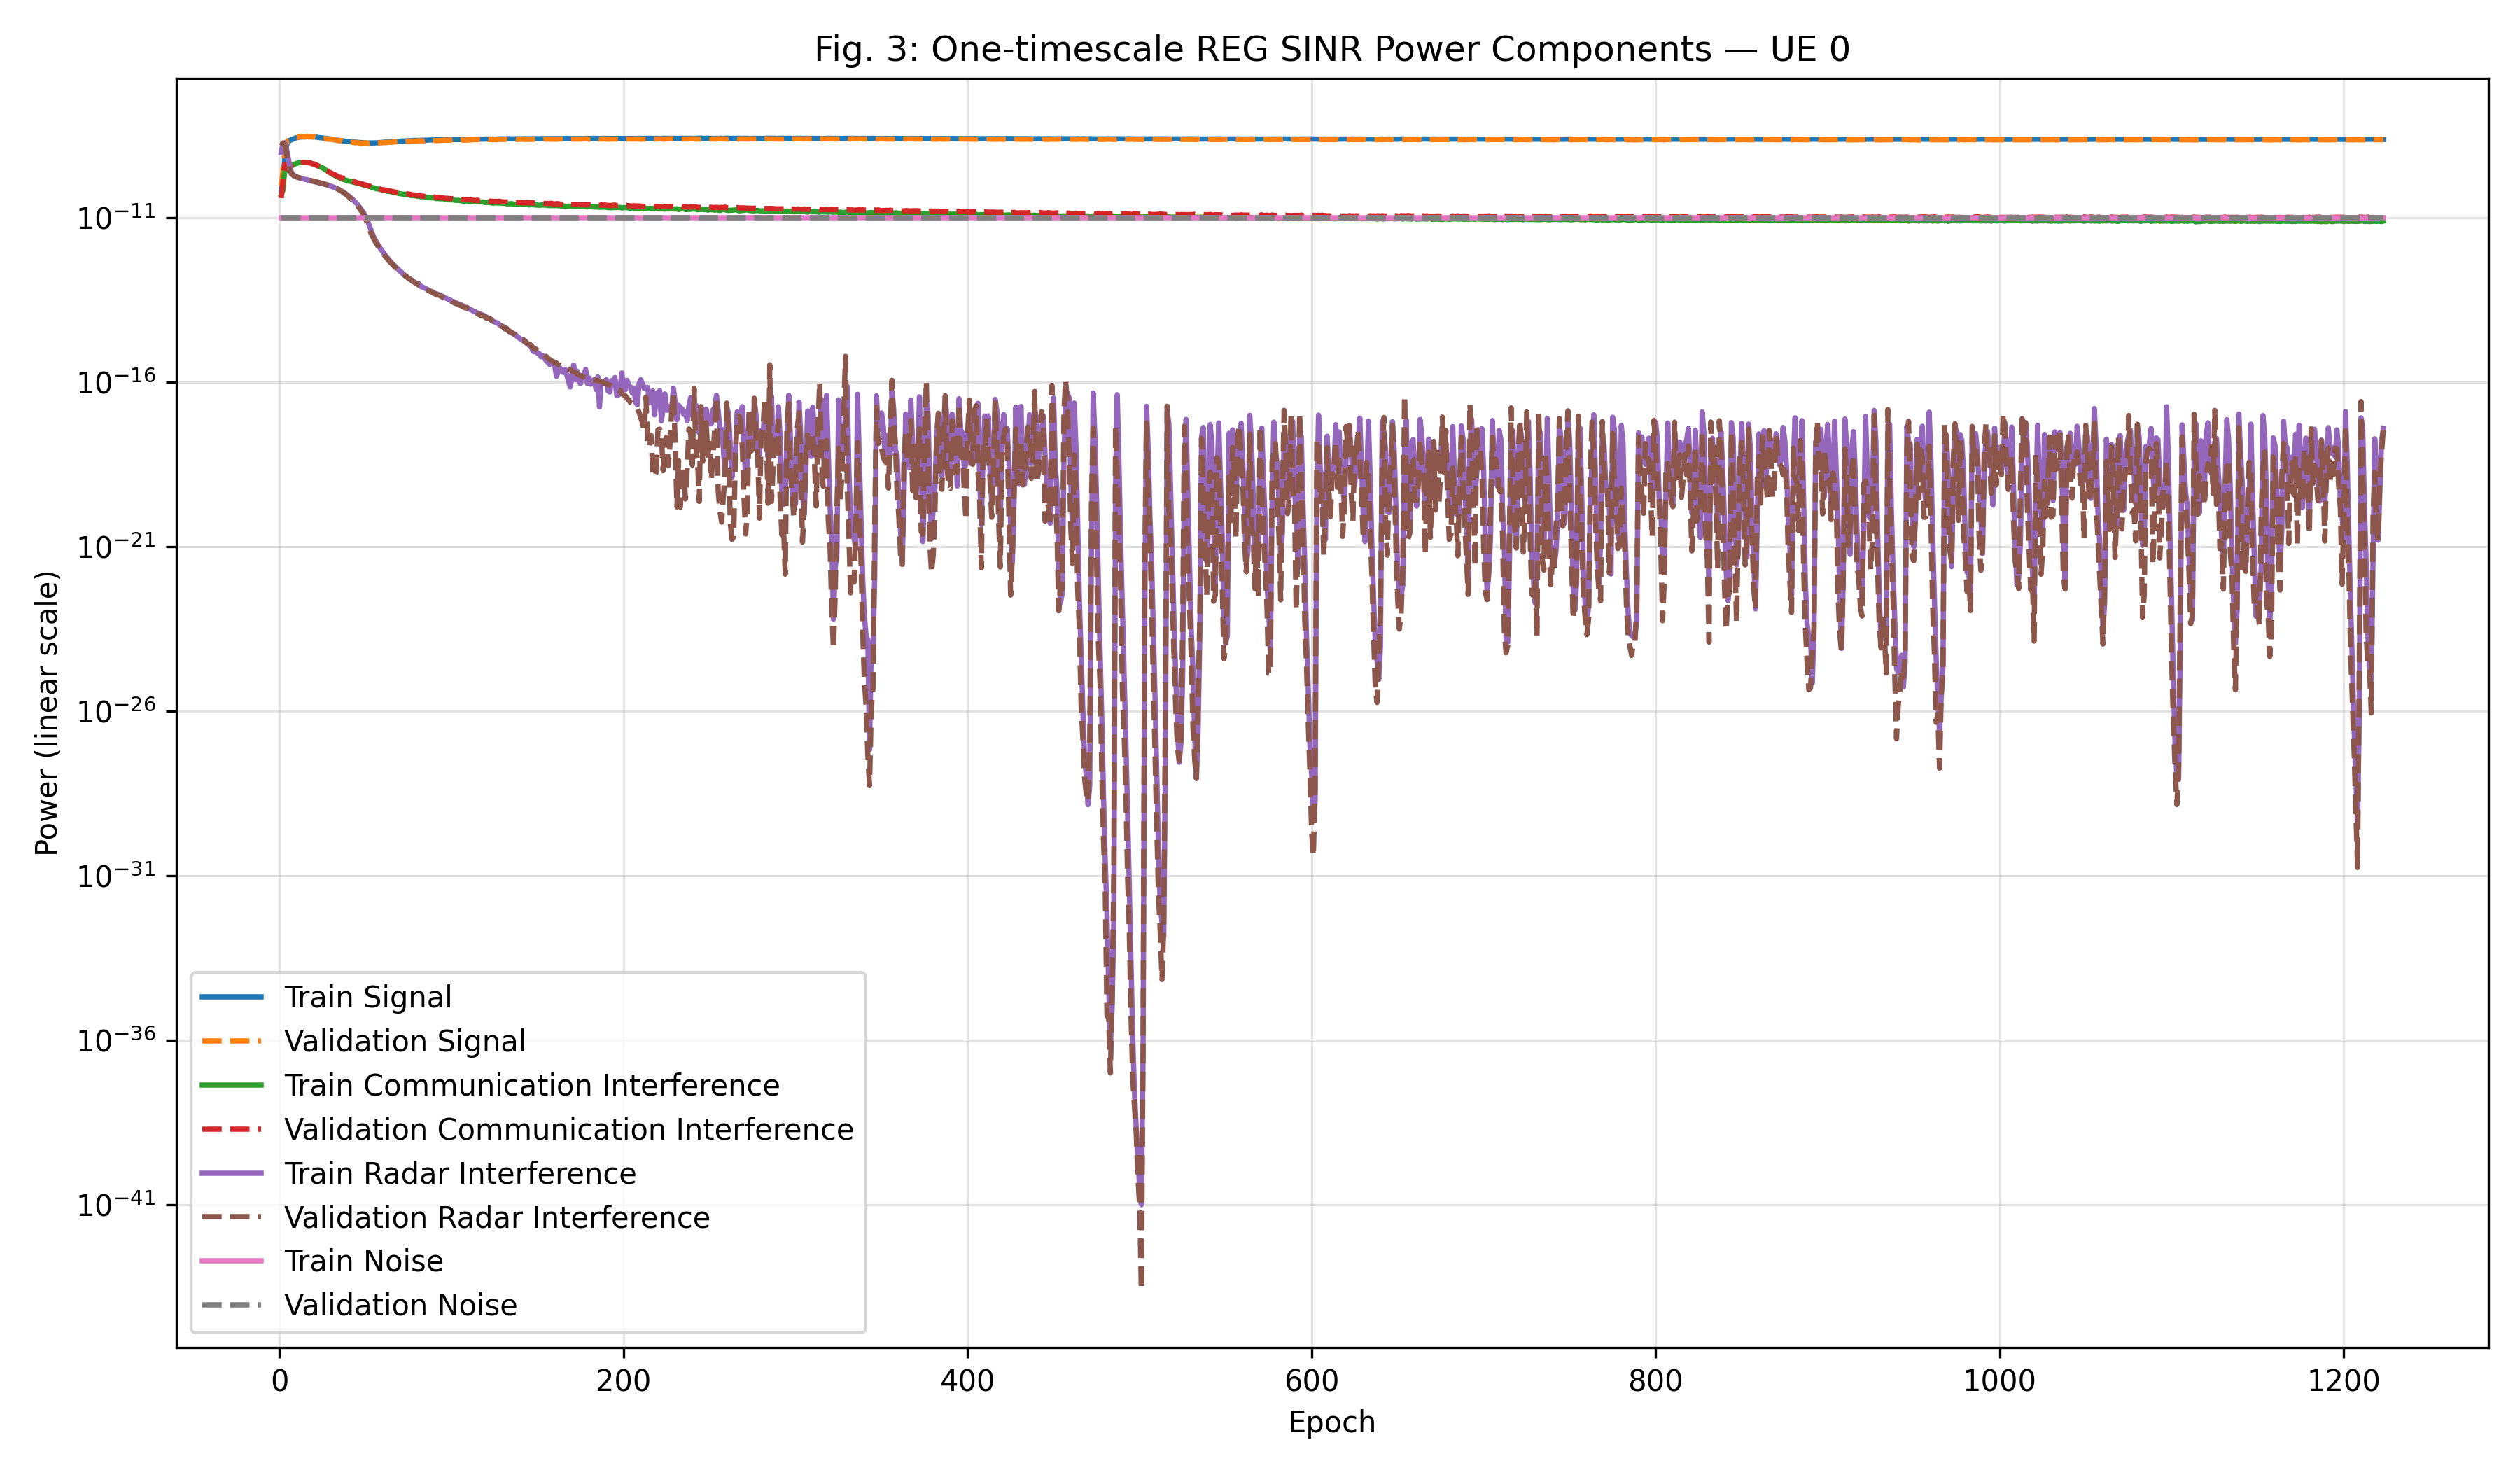 Fig. 3: One-timescale REG SINR Power Components — UE 0
Power (linear scale)
10⁻¹¹
10⁻¹⁶
10⁻²¹
10⁻²⁶
10⁻³¹
10⁻³⁶
10⁻⁴¹
Train Signal
Validation Signal
Train Communication Interference
Validation Communication Interference
Train Radar Interference
Validation Radar Interference
Train Noise
Validation Noise
0 200 400 600 800 1000 1200
Epoch